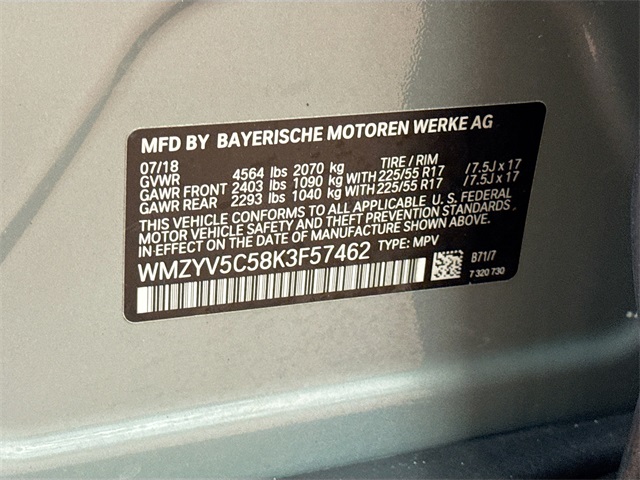 MFD BY BAYERISCHE MOTOREN WERKE AG
07/18 TIRE / RIM
GVWR 4564 lbs 2070 kg
GAWR FRONT 2403 lbs 1090 kg WITH 225/55 R17 /7.5J x 17
GAWR REAR 2293 lbs 1040 kg WITH 225/55 R17 /7.5J x 17
THIS VEHICLE CONFORMS TO ALL APPLICABLE U. S. FEDERAL
MOTOR VEHICLE SAFETY AND THEFT PREVENTION STANDARDS
IN EFFECT ON THE DATE OF MANUFACTURE SHOWN ABOVE.
WMZYV5C58K3F57462 TYPE: MPV
B71/7
7 320 730